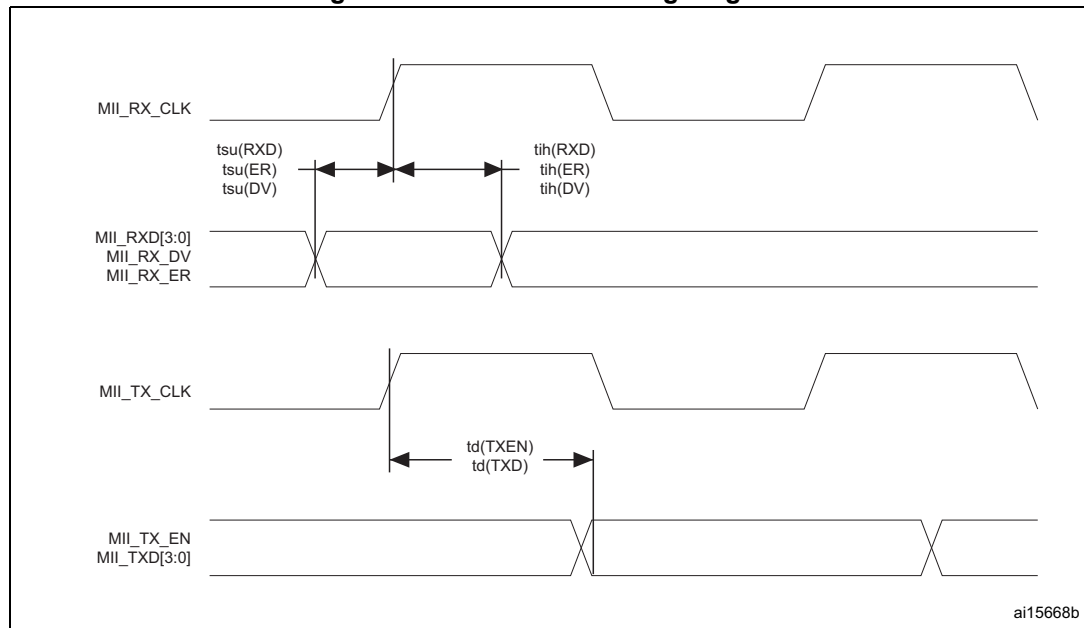 MII_RX_CLK
tsu(RXD)
tsu(ER)
tsu(DV)
tih(RXD)
tih(ER)
tih(DV)
MII_RXD[3:0]
MII_RX_DV
MII_RX_ER
MII_TX_CLK
td(TXEN)
td(TXD)
MII_TX_EN
MII_TXD[3:0]
ai15668b